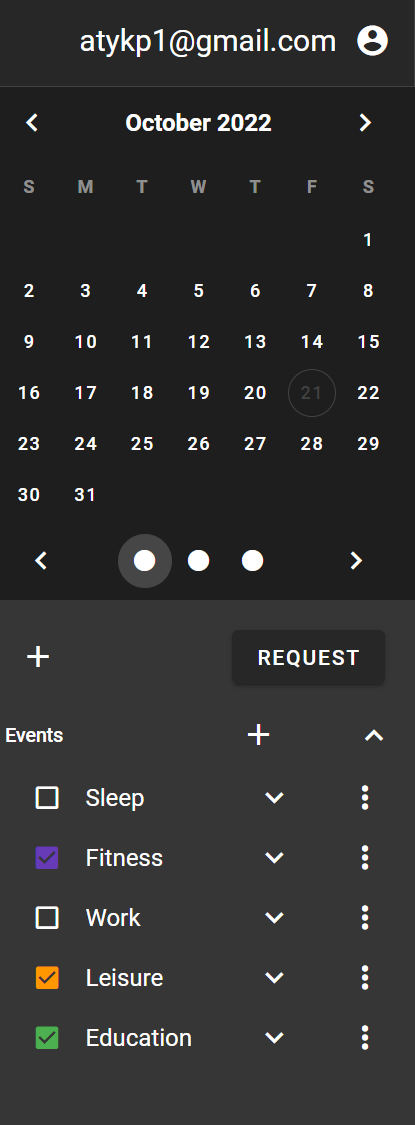 atykp1@gmail.com
October 2022
S M T W T F S
1
2 3 4 5 6 7 8
9 10 11 12 13 14 15
16 17 18 19 20 21 22
23 24 25 26 27 28 29
30 31
REQUEST
Events
Sleep
Fitness
Work
Leisure
Education